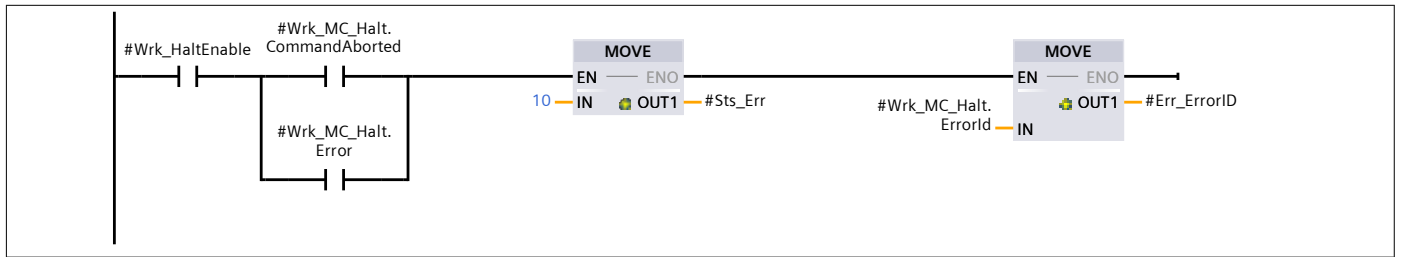 #Wrk_HaltEnable
#Wrk_MC_Halt.
CommandAborted
#Wrk_MC_Halt.
Error
MOVE
EN ENO
10 IN OUT1 #Sts_Err
MOVE
EN ENO
OUT1 #Err_ErrorID
#Wrk_MC_Halt.
ErrorId IN